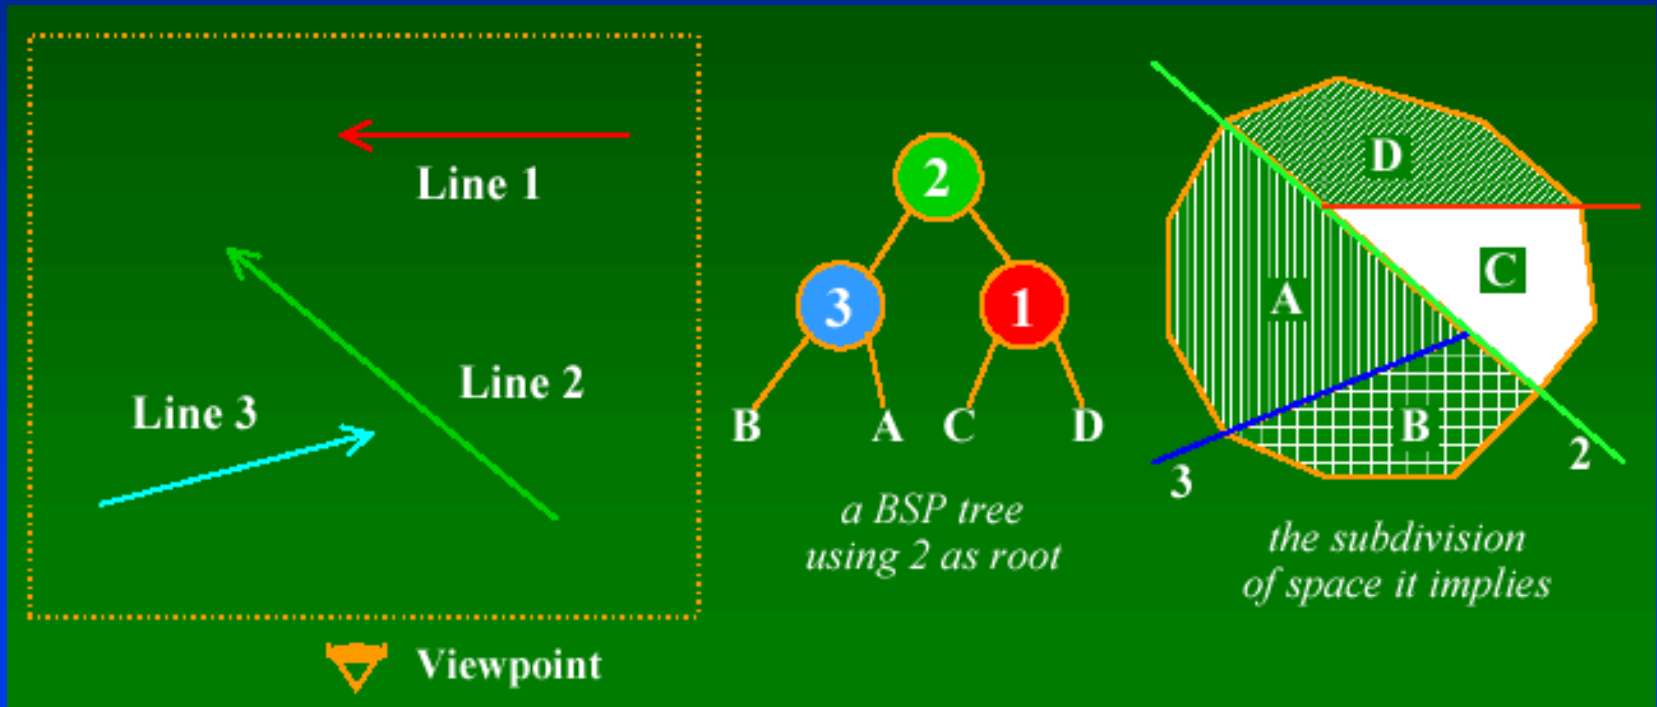 Line 1
Line 2
Line 3
Viewpoint
2
3
1
B
A
C
D
a BSP tree
using 2 as root
D
C
A
B
2
3
the subdivision
of space it implies